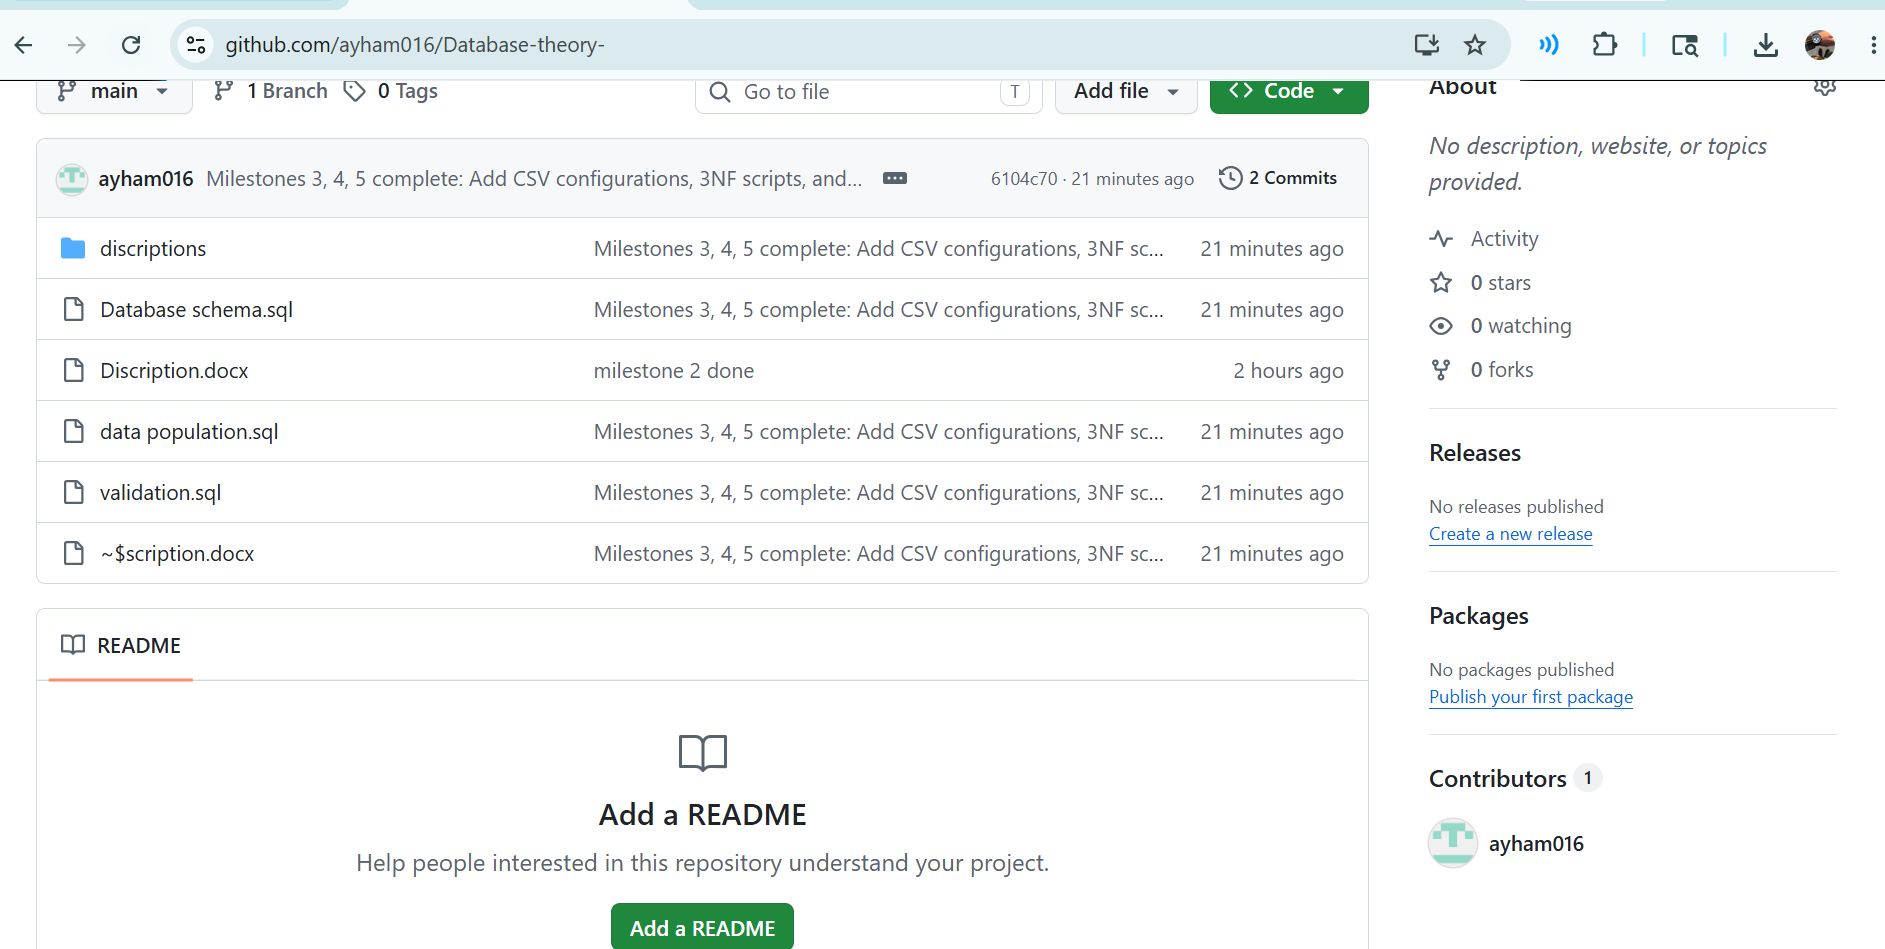 github.com/ayham016/Database-theory-
main
1 Branch
0 Tags
Go to file
T
Add file
Code
ayham016 Milestones 3, 4, 5 complete: Add CSV configurations, 3NF scripts, and... 6104c70 · 21 minutes ago 2 Commits
discriptions Milestones 3, 4, 5 complete: Add CSV configurations, 3NF sc... 21 minutes ago
Database schema.sql Milestones 3, 4, 5 complete: Add CSV configurations, 3NF sc... 21 minutes ago
Discription.docx milestone 2 done 2 hours ago
data population.sql Milestones 3, 4, 5 complete: Add CSV configurations, 3NF sc... 21 minutes ago
validation.sql Milestones 3, 4, 5 complete: Add CSV configurations, 3NF sc... 21 minutes ago
~$scription.docx Milestones 3, 4, 5 complete: Add CSV configurations, 3NF sc... 21 minutes ago
README
Add a README
Help people interested in this repository understand your project.
Add a README
About
No description, website, or topics
provided.
Activity
0 stars
0 watching
0 forks
Releases
No releases published
Create a new release
Packages
No packages published
Publish your first package
Contributors 1
ayham016